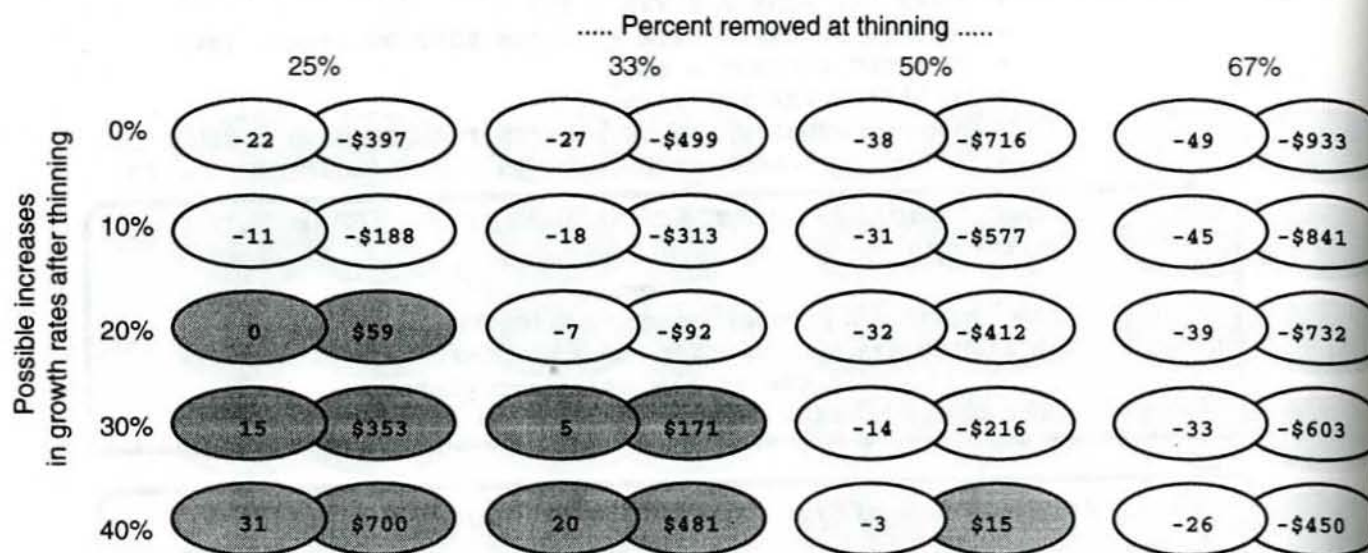 ..... Percent removed at thinning .....
25% 33% 50% 67%
Possible increases
in growth rates after thinning
0% -22 -$397 -27 -$499 -38 -$716 -49 -$933
10% -11 -$188 -18 -$313 -31 -$577 -45 -$841
20% 0 $59 -7 -$92 -32 -$412 -39 -$732
30% 15 $353 5 $171 -14 -$216 -33 -$603
40% 31 $700 20 $481 -3 $15 -26 -$450